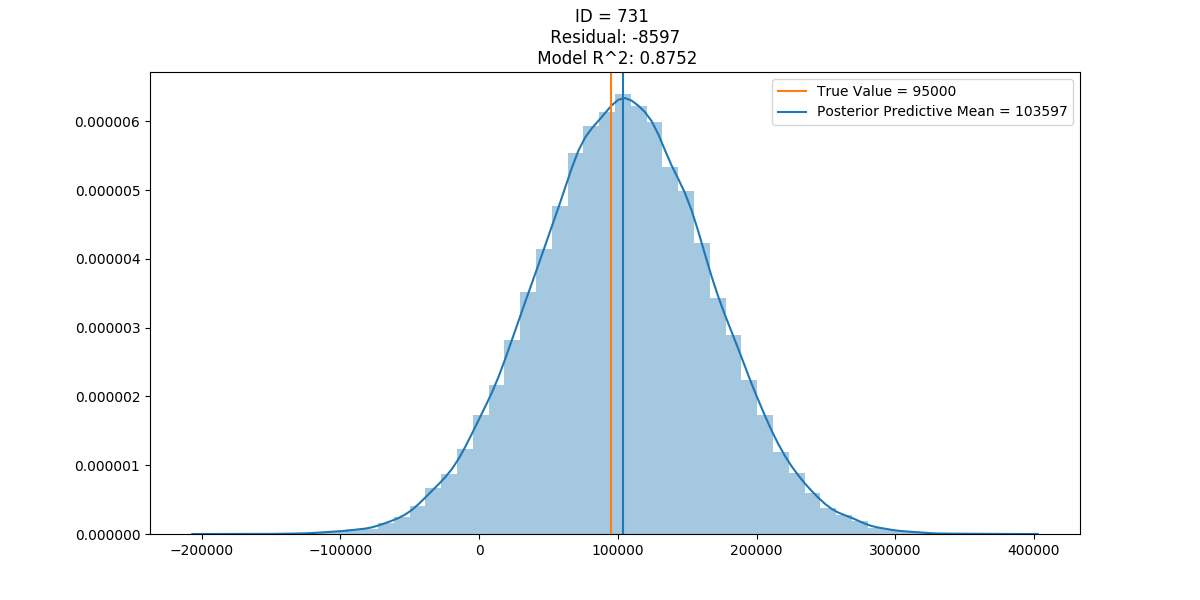 ID = 731
Residual: -8597
Model R^2: 0.8752
True Value = 95000
Posterior Predictive Mean = 103597
0.000006
0.000005
0.000004
0.000003
0.000002
0.000001
0.000000
−200000 −100000 0 100000 200000 300000 400000